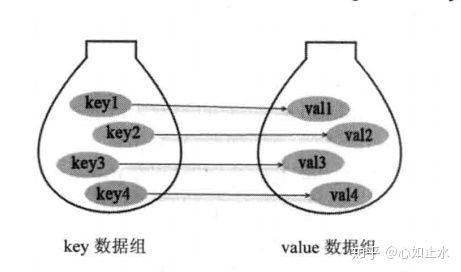 key1
val1
key2
val2
key3
val3
key4
val4
key 数据组
value 数据组
知乎 @心如止水